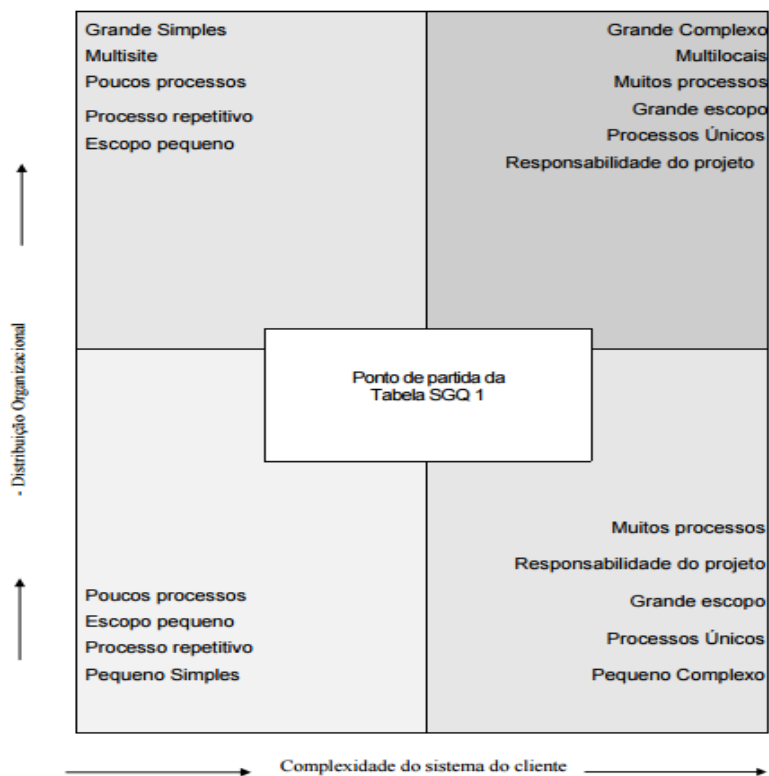 Grande Simples
Multisite
Poucos processos
Processo repetitivo
Escopo pequeno
Grande Complexo
Multilocais
Muitos processos
Grande escopo
Processos Únicos
Responsabilidade do projeto
- Distribuição Organizacional
Ponto de partida da
Tabela SGQ 1
Poucos processos
Escopo pequeno
Processo repetitivo
Pequeno Simples
Muitos processos
Responsabilidade do projeto
Grande escopo
Processos Únicos
Pequeno Complexo
Complexidade do sistema do cliente